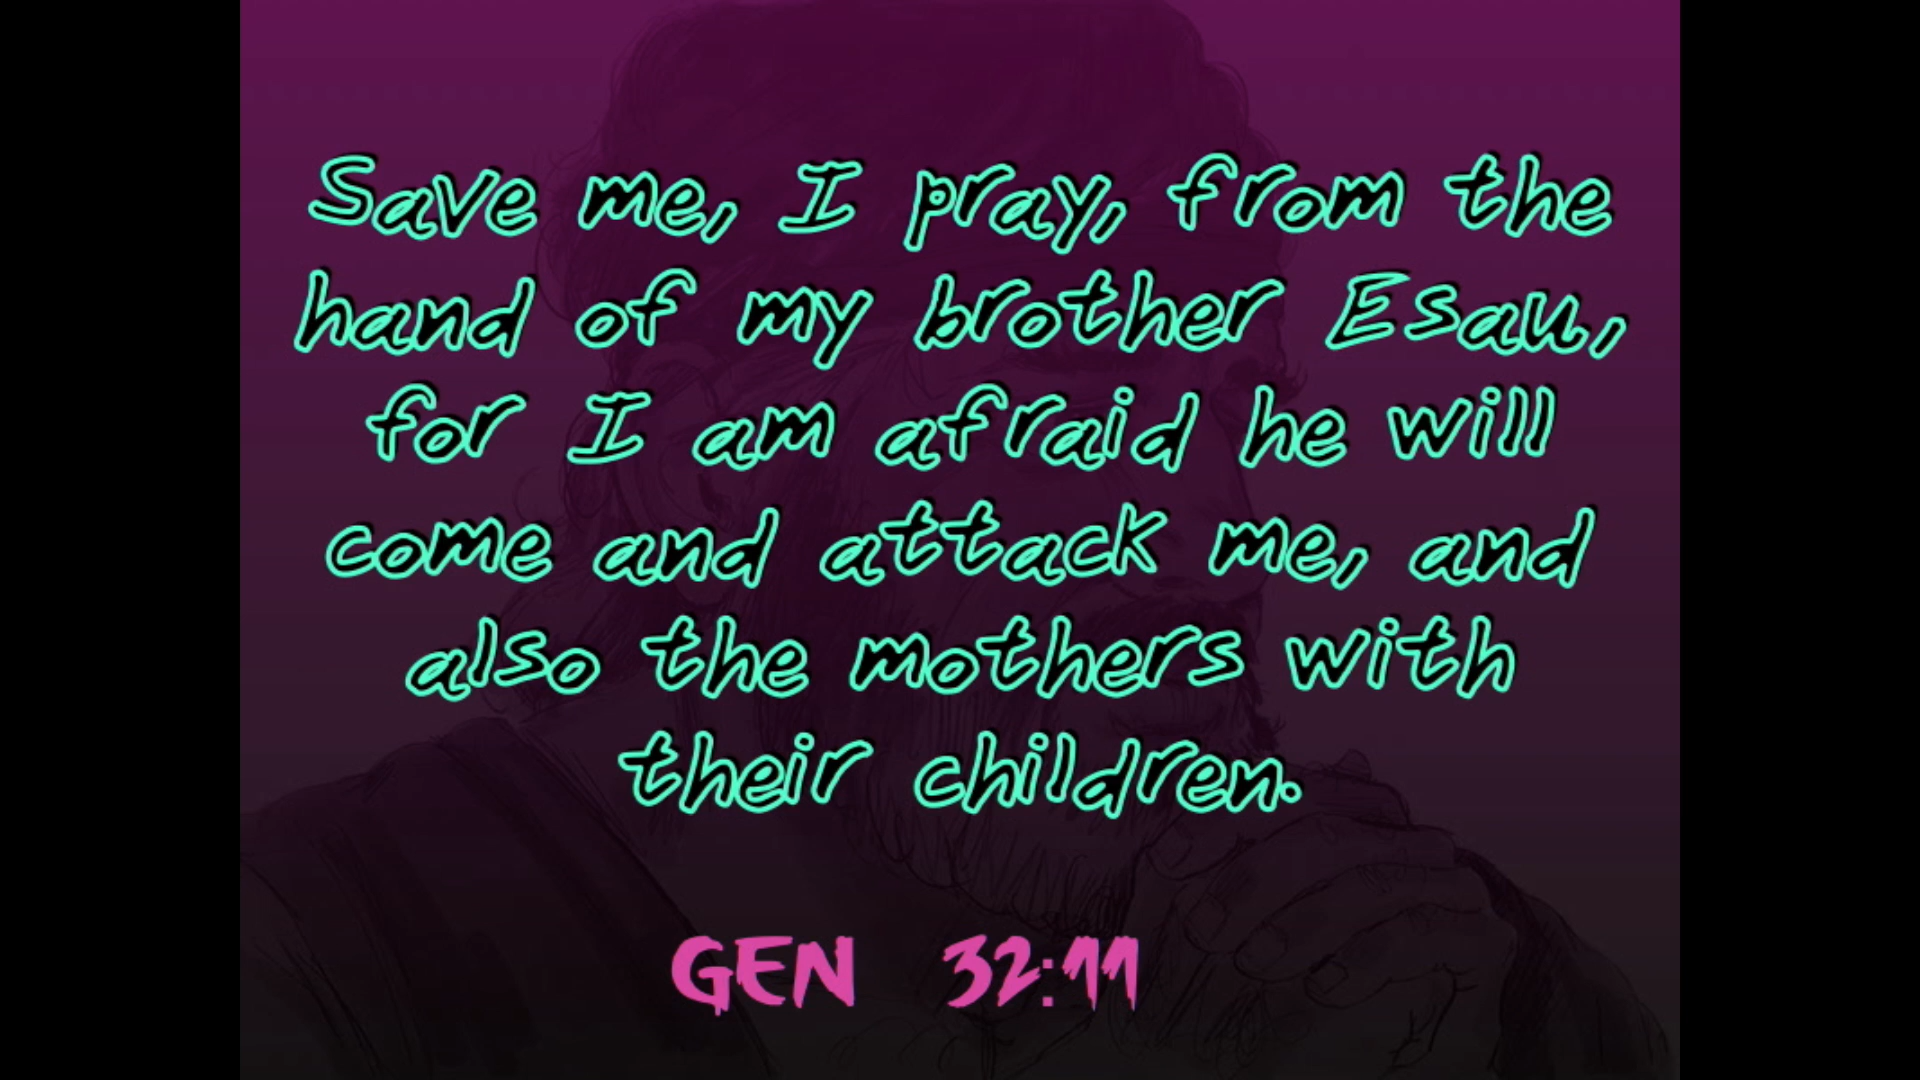 Save me, I pray, from the
hand of my brother Esau,
for I am afraid he will
come and attack me, and
also the mothers with
their children.
GEN 32:11